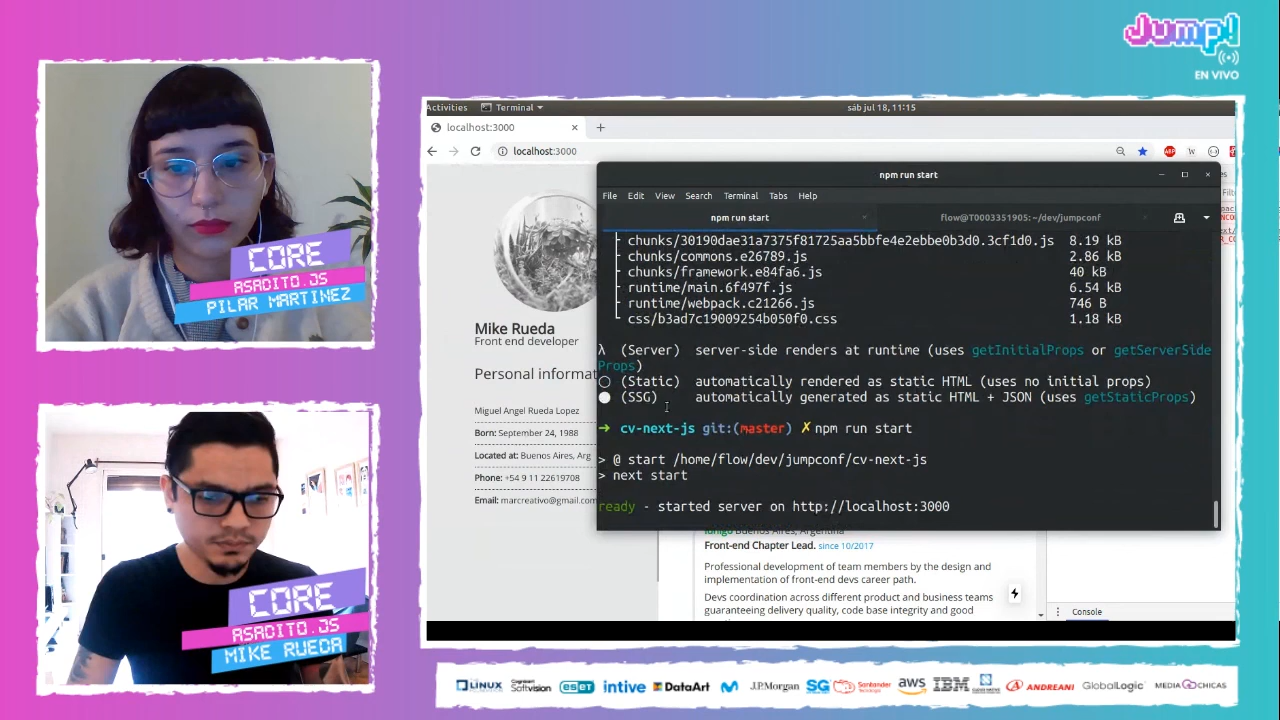 Jump!
EN VIVO
CORE
ASADITO.JS
PILAR MARTINEZ
CORE
ASADITO.JS
MIKE RUEDA
Activities
Terminal
sáb jul 18, 11:15
localhost:3000
localhost:3000
ABP
W
Mike Rueda
Front end developer
Personal informat
Miguel Angel Rueda Lopez
Born: September 24, 1988
Located at: Buenos Aires, Arg
Phone: +54 9 11 22619708
Email: marcreativo@gmail.com
npm run start
File Edit View Search Terminal Tabs Help
npm run start
flow@T0003351905:~/dev/jumpconf
├ chunks/30190dae31a7375f81725aa5bbfe4e2ebbe0b3d0.3cf1d0.js 8.19 kB
├ chunks/commons.e26789.js 2.86 kB
├ chunks/framework.e84fa6.js 40 kB
├ runtime/main.6f497f.js 6.54 kB
├ runtime/webpack.c21266.js 746 B
└ css/b3ad7c19009254b050f0.css 1.18 kB
λ (Server) server-side renders at runtime (uses getInitialProps or getServerSide
Props)
○ (Static) automatically rendered as static HTML (uses no initial props)
● (SSG) automatically generated as static HTML + JSON (uses getStaticProps)
➜ cv-next-js git:(master) ✗ npm run start
> @ start /home/flow/dev/jumpconf/cv-next-js
> next start
ready - started server on http://localhost:3000
Buenos Aires, Argentina
Front-end Chapter Lead. since 10/2017
Professional development of team members by the design and
implementation of front-end devs career path.
Devs coordination across different product and business teams
guaranteeing delivery quality, code base integrity and good
Console
LINUX
Cognizant Softvision
eset
intive
DataArt
J.P.Morgan
SG
Santander
aws
IBM
ANDREANI
GlobalLogic
MEDIA CHICAS